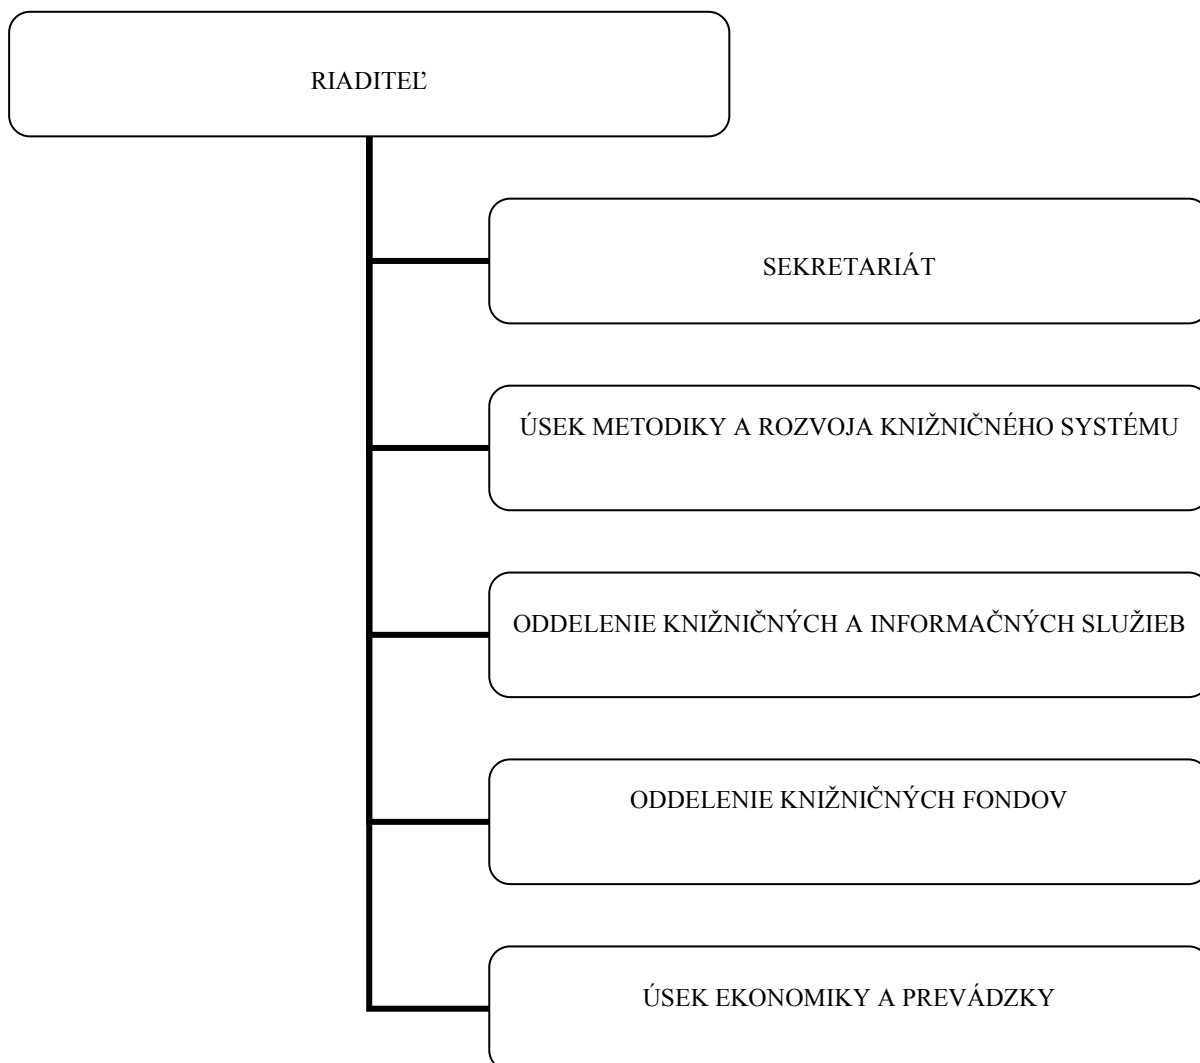 RIADITEĽ
SEKRETARIÁT
ÚSEK METODIKY A ROZVOJA KNIŽNIČNÉHO SYSTÉMU
ODDELENIE KNIŽNIČNÝCH A INFORMAČNÝCH SLUŽIEB
ODDELENIE KNIŽNIČNÝCH FONDOV
ÚSEK EKONOMIKY A PREVÁDZKY